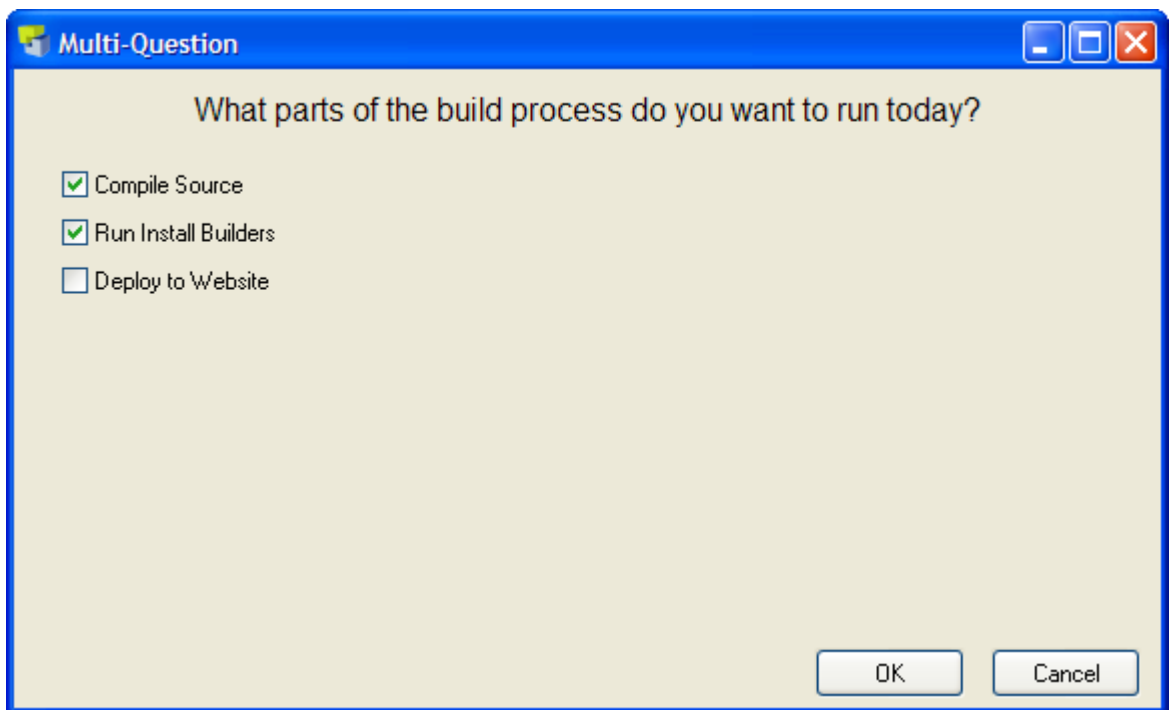 Multi-Question
What parts of the build process do you want to run today?
Compile Source
Run Install Builders
Deploy to Website
OK Cancel